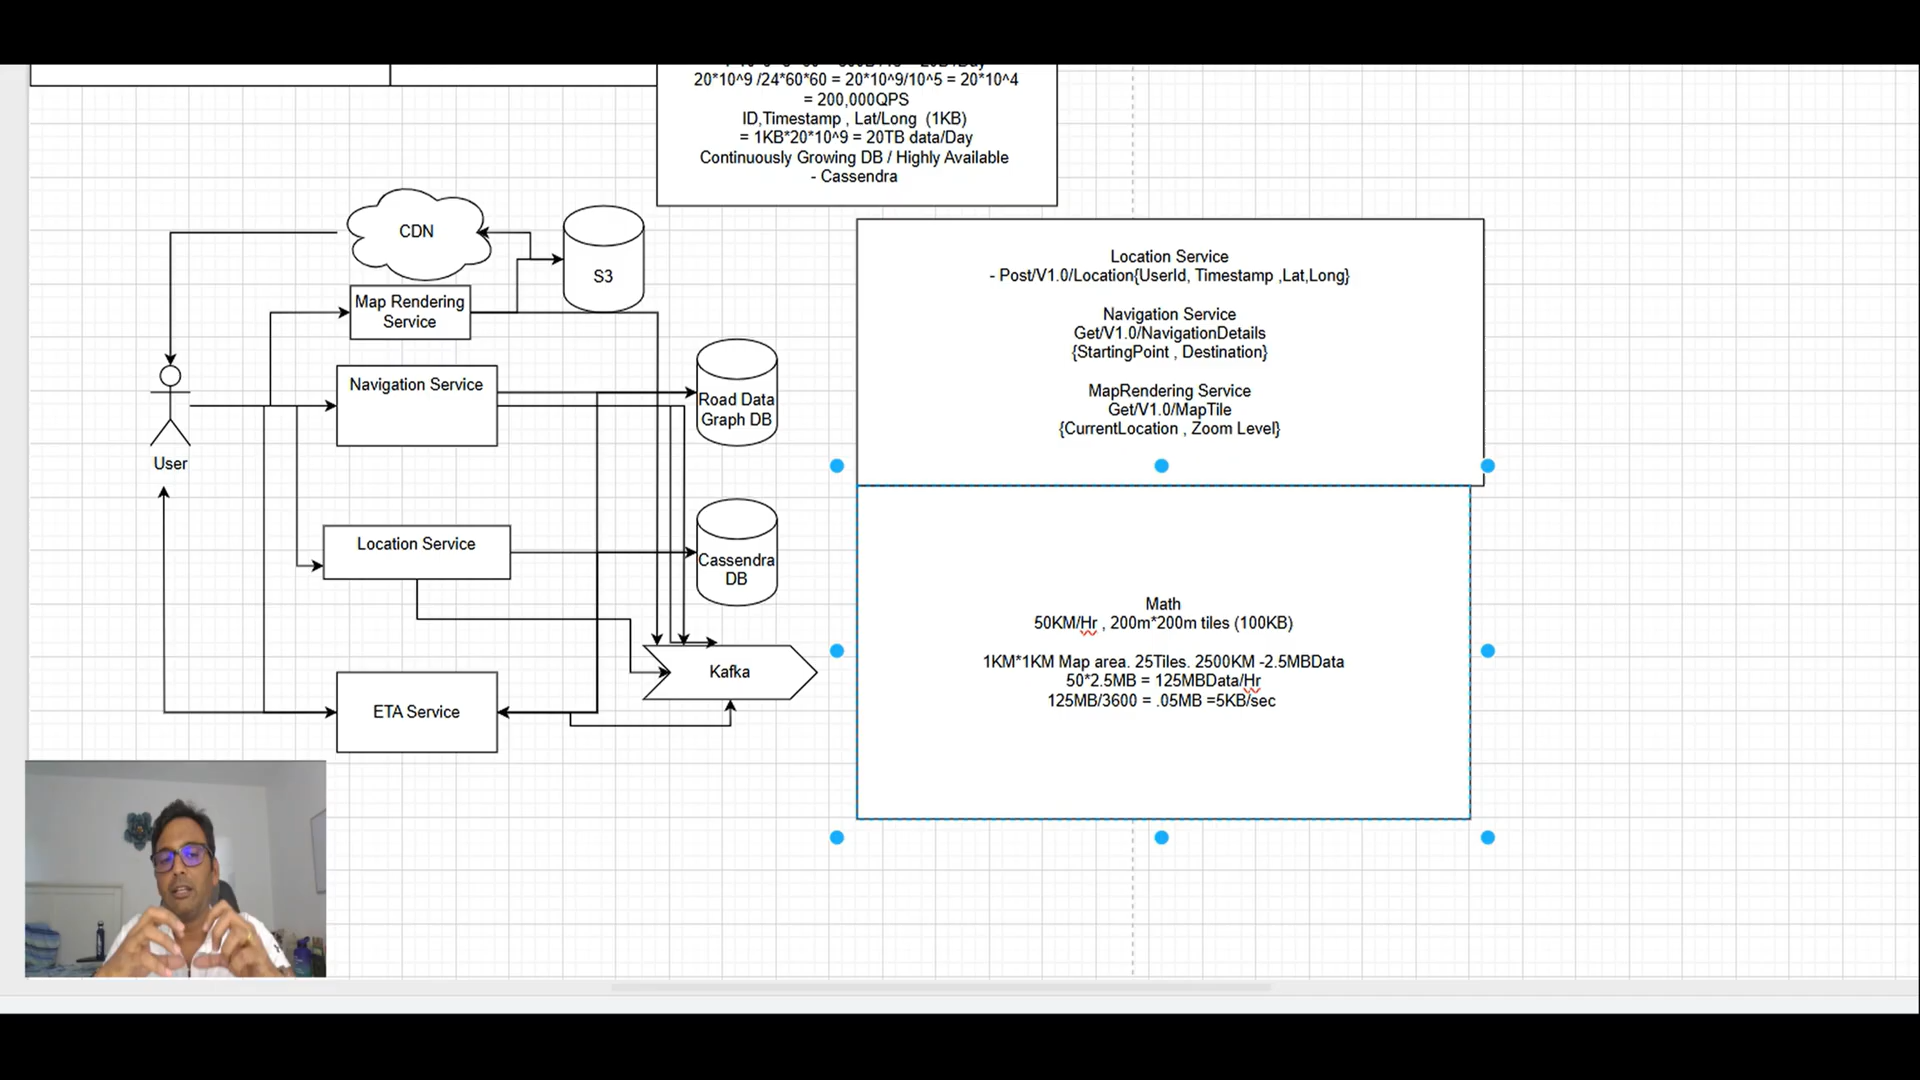 20*10^9 /24*60*60 = 20*10^9/10^5 = 20*10^4
= 200,000QPS
ID,Timestamp , Lat/Long (1KB)
= 1KB*20*10^9 = 20TB data/Day
Continuously Growing DB / Highly Available
- Cassendra
CDN
S3
Map Rendering
Service
Navigation Service
Road Data
Graph DB
User
Location Service
Cassendra
DB
Kafka
ETA Service
Location Service
- Post/V1.0/Location{UserId, Timestamp ,Lat,Long}
Navigation Service
Get/V1.0/NavigationDetails
{StartingPoint , Destination}
MapRendering Service
Get/V1.0/MapTile
{CurrentLocation , Zoom Level}
Math
50KM/Hr , 200m*200m tiles (100KB)
1KM*1KM Map area. 25Tiles. 2500KM -2.5MBData
50*2.5MB = 125MBData/Hr
125MB/3600 = .05MB =5KB/sec